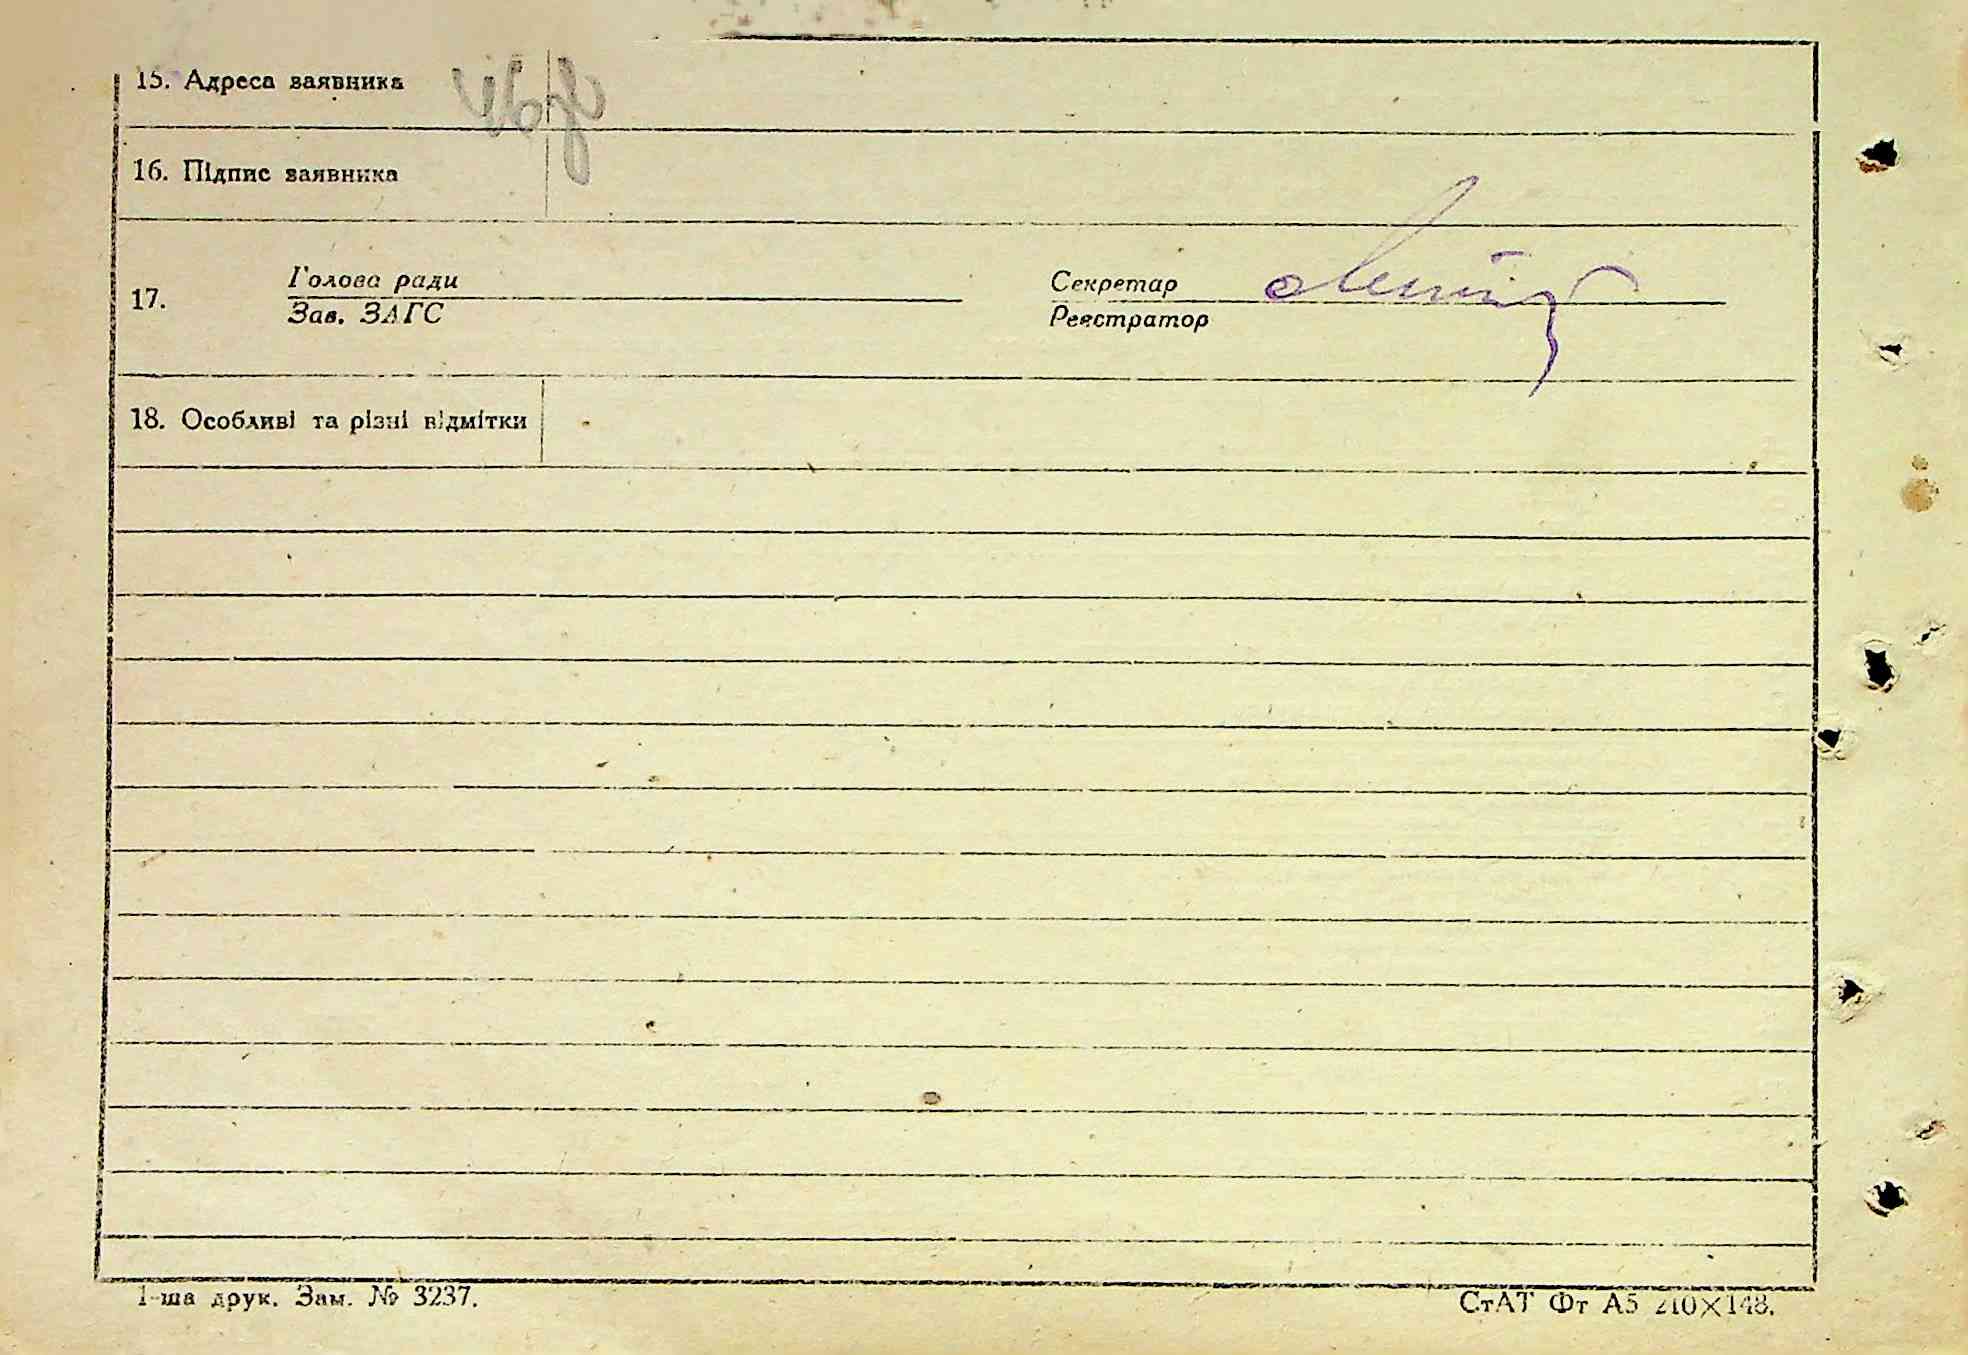 15. Адреса заявника
16. Підпис заявника
17. Голова ради Секретар
Зав. ЗАГС Реєстратор
18. Особливі та різні відмітки
1-ша друк. Зам. № 3237. СтАТ Фт А5 210×148.